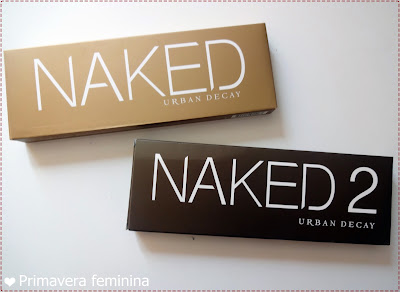 NAKED
URBAN DECAY
NAKED 2
URBAN DECAY
❤ Primavera feminina